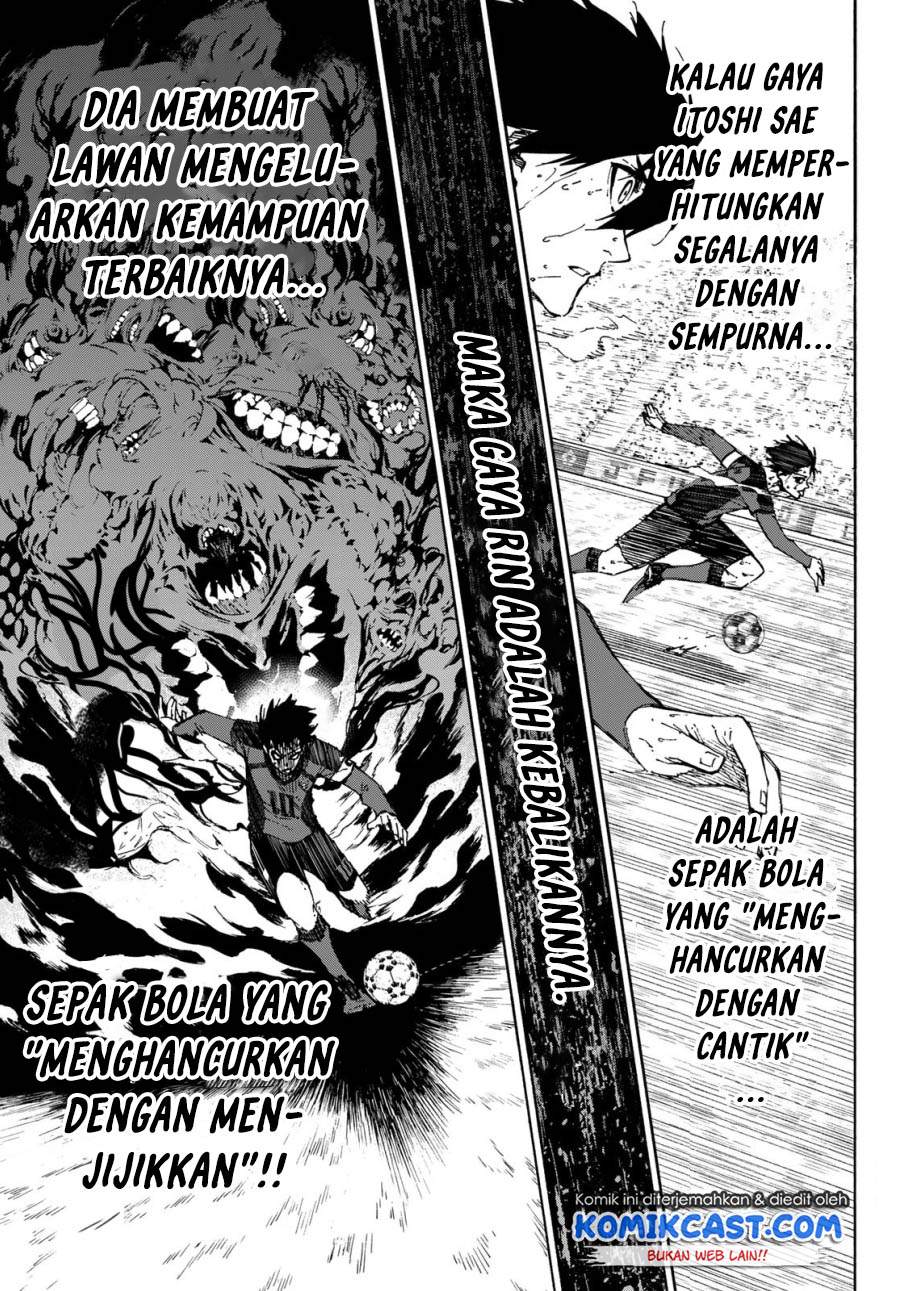 KALAU GAYA
ITOSHI SAE
YANG MEMPER-
HITUNGKAN
SEGALANYA
DENGAN
SEMPURNA...
ADALAH
SEPAK BOLA
YANG "MENG-
HANCURKAN
DENGAN
CANTIK"
...
MAKA GAYA RIN ADALAH KEBALIKANNYA.
DIA MEMBUAT
LAWAN MENGELU-
ARKAN KEMAMPUAN
TERBAIKNYA...
SEPAK BOLA YANG
"MENGHANCURKAN
DENGAN MEN-
JIJIKKAN"!!
Komik ini diterjemahkan & diedit oleh
KOMIKCAST.COM
BUKAN WEB LAIN!!